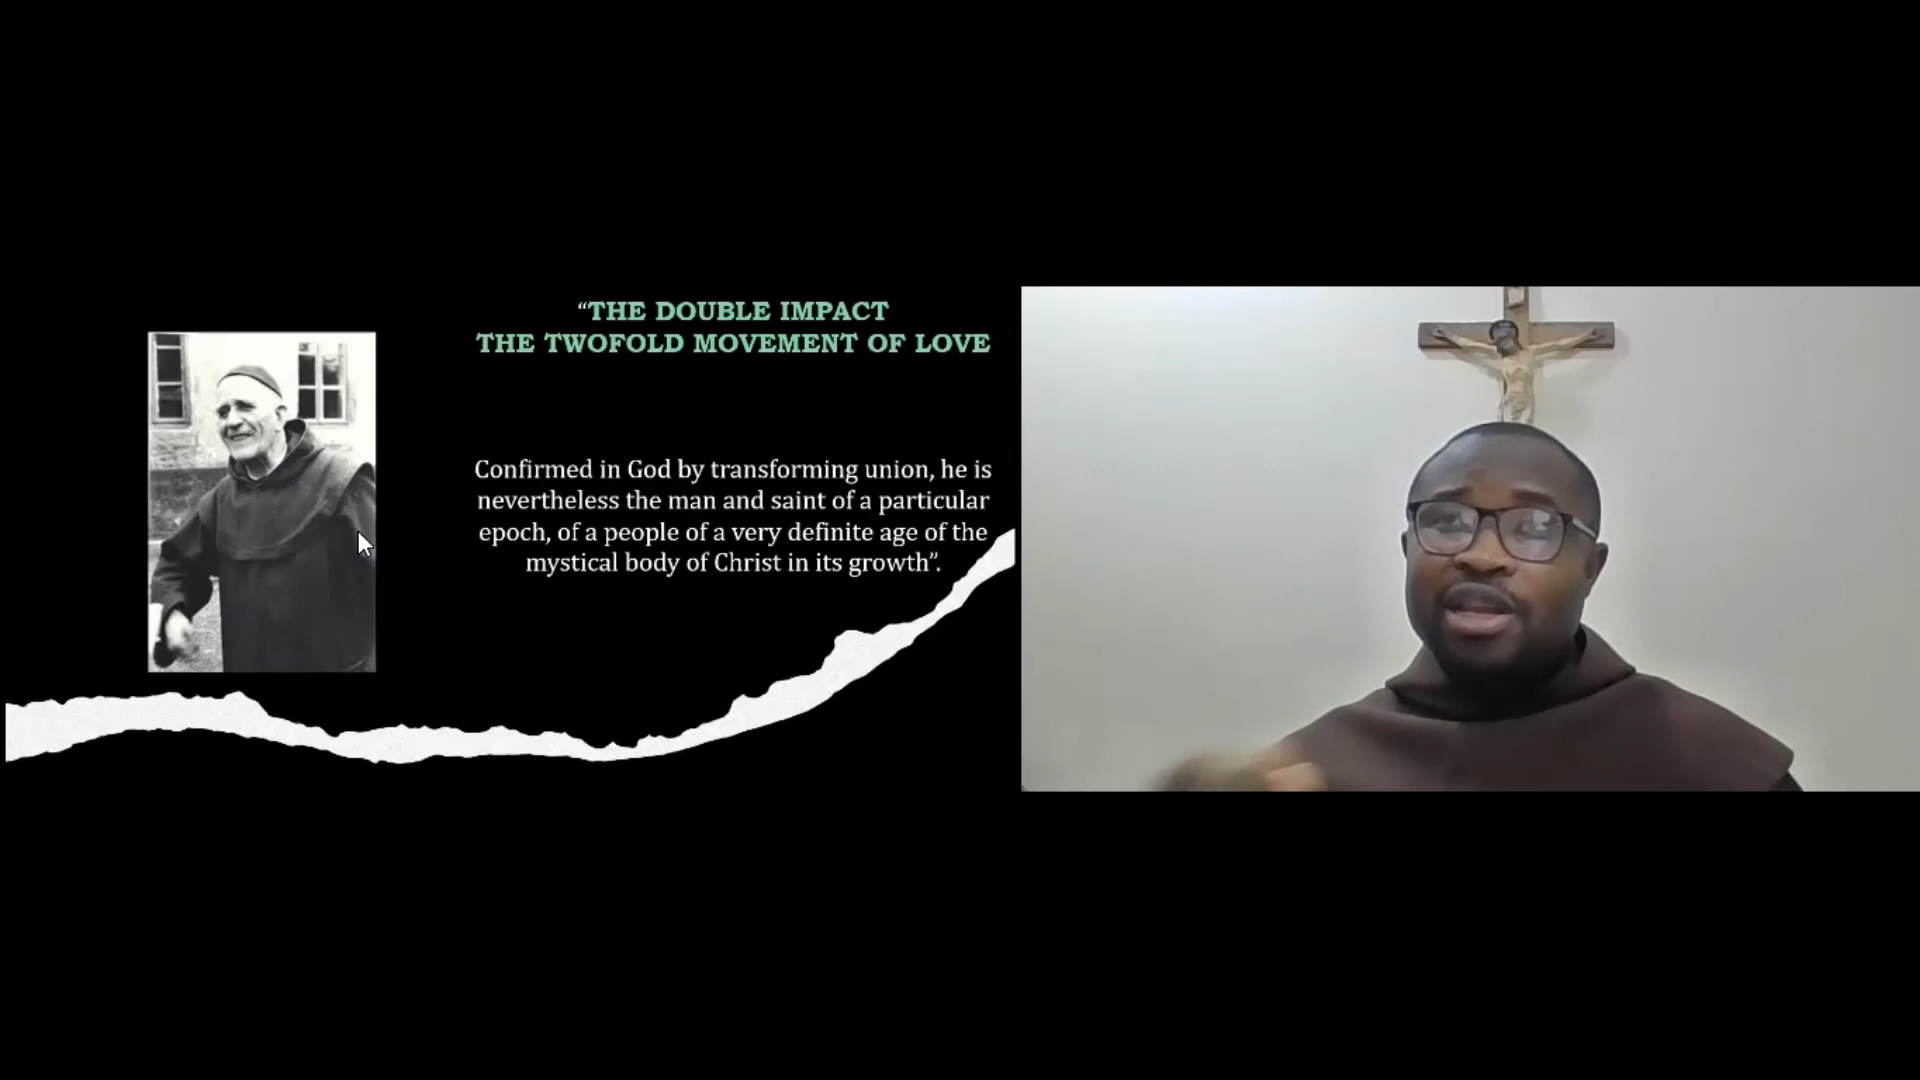 “THE DOUBLE IMPACT
THE TWOFOLD MOVEMENT OF LOVE
Confirmed in God by transforming union, he is
nevertheless the man and saint of a particular
epoch, of a people of a very definite age of the
mystical body of Christ in its growth”.